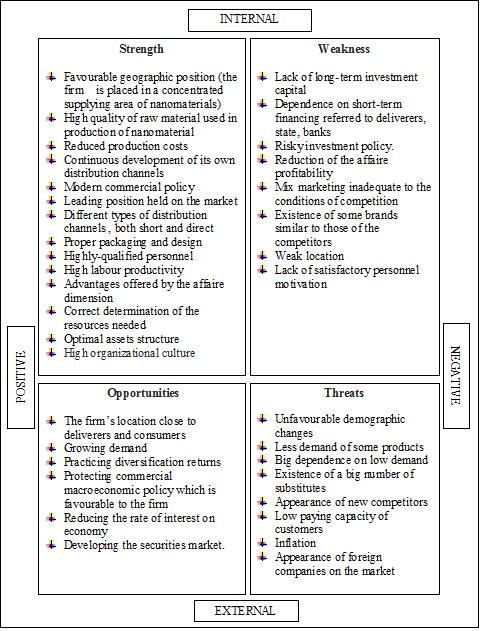 INTERNAL
Strength
Favourable geographic position (the
firm is placed in a concentrated
supplying area of nanomaterials)
High quality of raw material used in
production of nanomaterial
Reduced production costs
Continuous development of its own
distribution channels
Modern commercial policy
Leading position held on the market
Different types of distribution
channels, both short and direct
Proper packaging and design
Highly-qualified personnel
High labour productivity
Advantages offered by the affaire
dimension
Correct determination of the
resources needed
Optimal assets structure
High organizational culture
Weakness
Lack of long-term investment
capital
Dependence on short-term
financing referred to deliverers,
state, banks
Risky investment policy.
Reduction of the affaire
profitability
Mix marketing inadequate to the
conditions of competition
Existence of some brands
similar to those of the
competitors
Weak location
Lack of satisfactory personnel
motivation
POSITIVE
NEGATIVE
Opportunities
The firm's location close to
deliverers and consumers
Growing demand
Practicing diversification returns
Protecting commercial
macroeconomic policy which is
favourable to the firm
Reducing the rate of interest on
economy
Developing the securities market.
Threats
Unfavourable demographic
changes
Less demand of some products
Big dependence on low demand
Existence of a big number of
substitutes
Appearance of new competitors
Low paying capacity of
customers
Inflation
Appearance of foreign
companies on the market
EXTERNAL